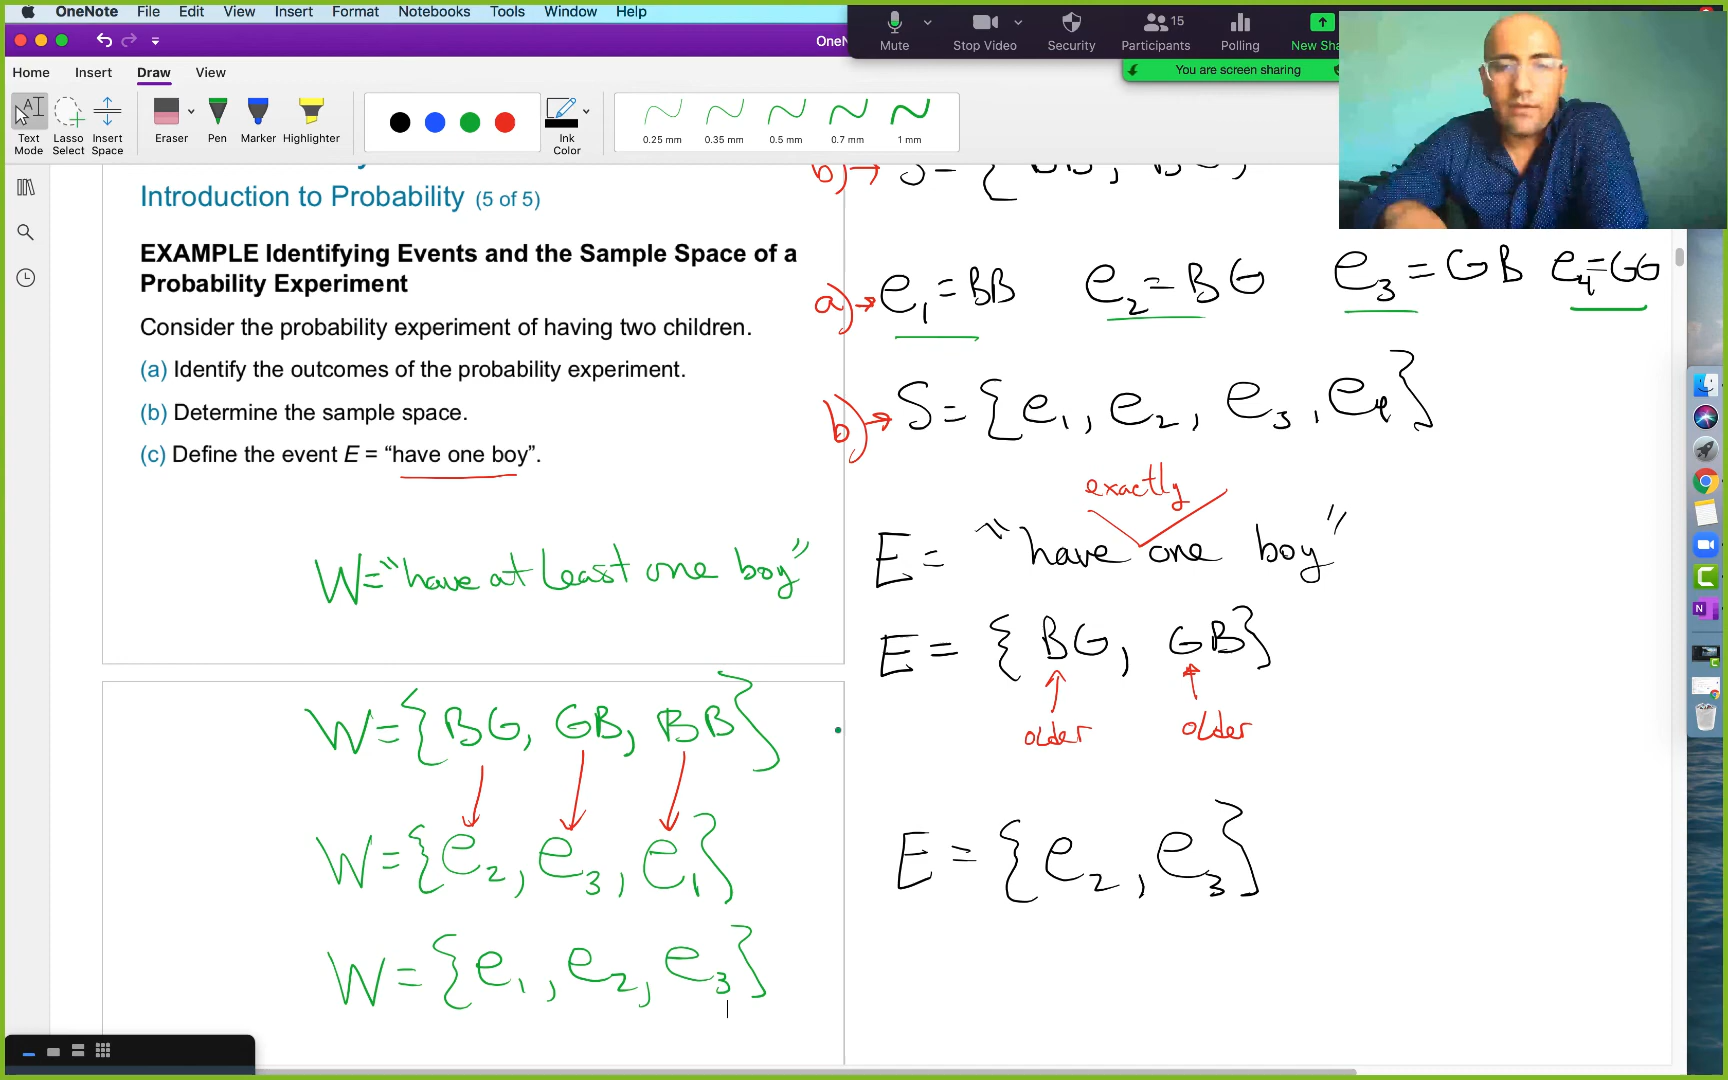 OneNote File Edit View Insert Format Notebooks Tools Window Help
Mute Stop Video Security 15 Participants Polling New Sha
You are screen sharing
Home Insert Draw View
Text Mode Lasso Select Insert Space Eraser Pen Marker Highlighter Ink Color
0.25 mm 0.35 mm 0.5 mm 0.7 mm 1 mm
Introduction to Probability (5 of 5)
EXAMPLE Identifying Events and the Sample Space of a
Probability Experiment
Consider the probability experiment of having two children.
(a) Identify the outcomes of the probability experiment.
(b) Determine the sample space.
(c) Define the event E = “have one boy”.
W = "have at least one boy"
W = {BG, GB, BB}
W = {e₂, e₃, e₁}
W = {e₁, e₂, e₃}
a) → e₁ = BB e₂ = BG e₃ = GB e₄ = GG
b) → S = {e₁, e₂, e₃, e₄}
exactly
E = "have one boy"
E = {BG, GB}
older older
E = {e₂, e₃}